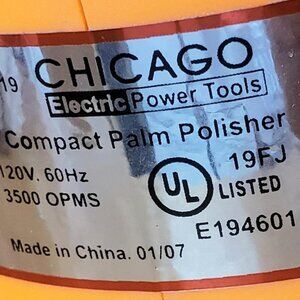 19
CHICAGO
Electric Power Tools
Compact Palm Polisher
120V. 60Hz
19FJ
3500 OPMS
UL
LISTED
E194601
Made in China. 01/07